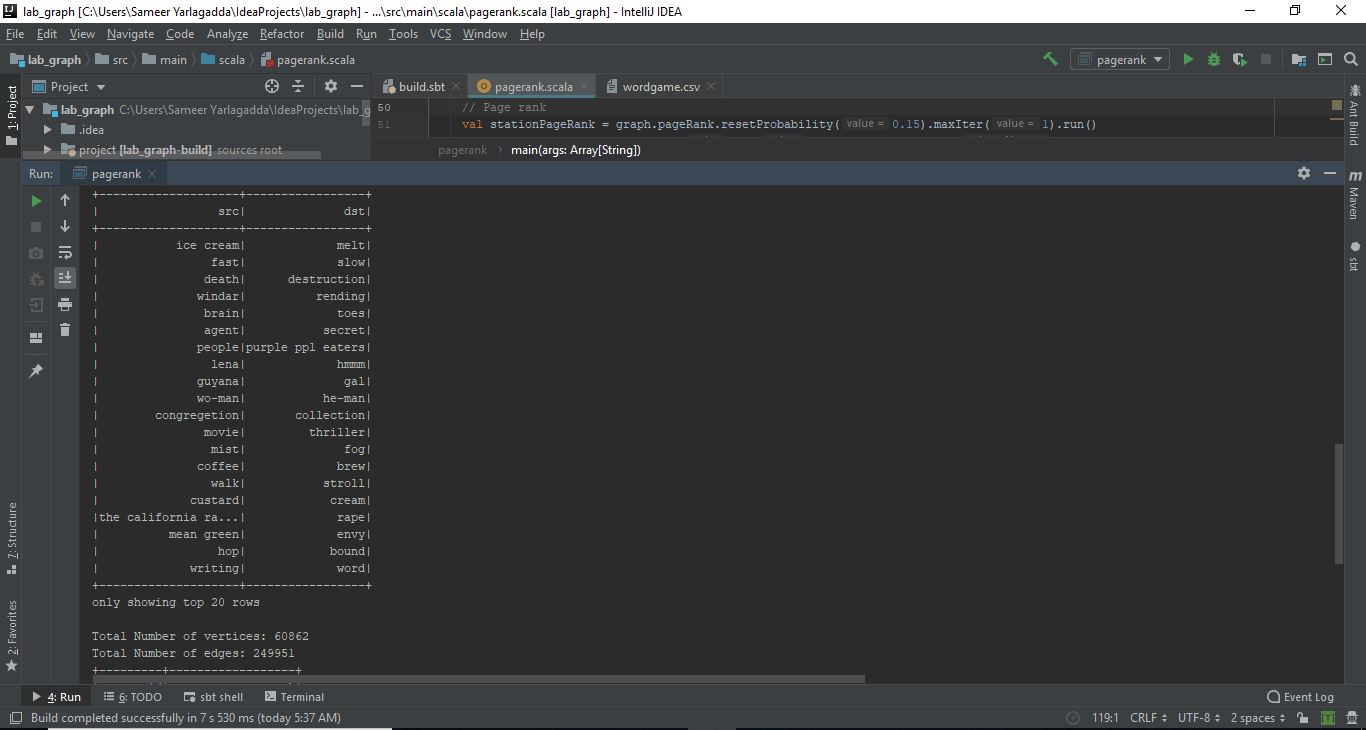 lab_graph [C:\Users\Sameer Yarlagadda\IdeaProjects\lab_graph] - ...\src\main\scala\pagerank.scala [lab_graph] - IntelliJ IDEA
File Edit View Navigate Code Analyze Refactor Build Run Tools VCS Window Help
lab_graph src main scala pagerank.scala pagerank
Project build.sbt pagerank.scala wordgame.csv
1: Project
lab_graph C:\Users\Sameer Yarlagadda\IdeaProjects\lab_g
.idea
project [lab_graph-build] sources root
50 // Page rank
51 val stationPageRank = graph.pageRank.resetProbability( value = 0.15).maxIter( value = 1).run()
pagerank main(args: Array[String])
Ant Build
Maven
sbt
Run: pagerank
+--------------------+-----------------+
| src| dst|
+--------------------+-----------------+
| ice cream| melt|
| fast| slow|
| death| destruction|
| windar| rending|
| brain| toes|
| agent| secret|
| people|purple ppl eaters|
| lena| hmmm|
| guyana| gal|
| wo-man| he-man|
| congregetion| collection|
| movie| thriller|
| mist| fog|
| coffee| brew|
| walk| stroll|
| custard| cream|
|the california ra...| rape|
| mean green| envy|
| hop| bound|
| writing| word|
+--------------------+-----------------+
only showing top 20 rows
Total Number of vertices: 60862
Total Number of edges: 249951
+---------+------------------+
7: Structure
2: Favorites
4: Run 6: TODO sbt shell Terminal Event Log
Build completed successfully in 7 s 530 ms (today 5:37 AM) 119:1 CRLF UTF-8 2 spaces